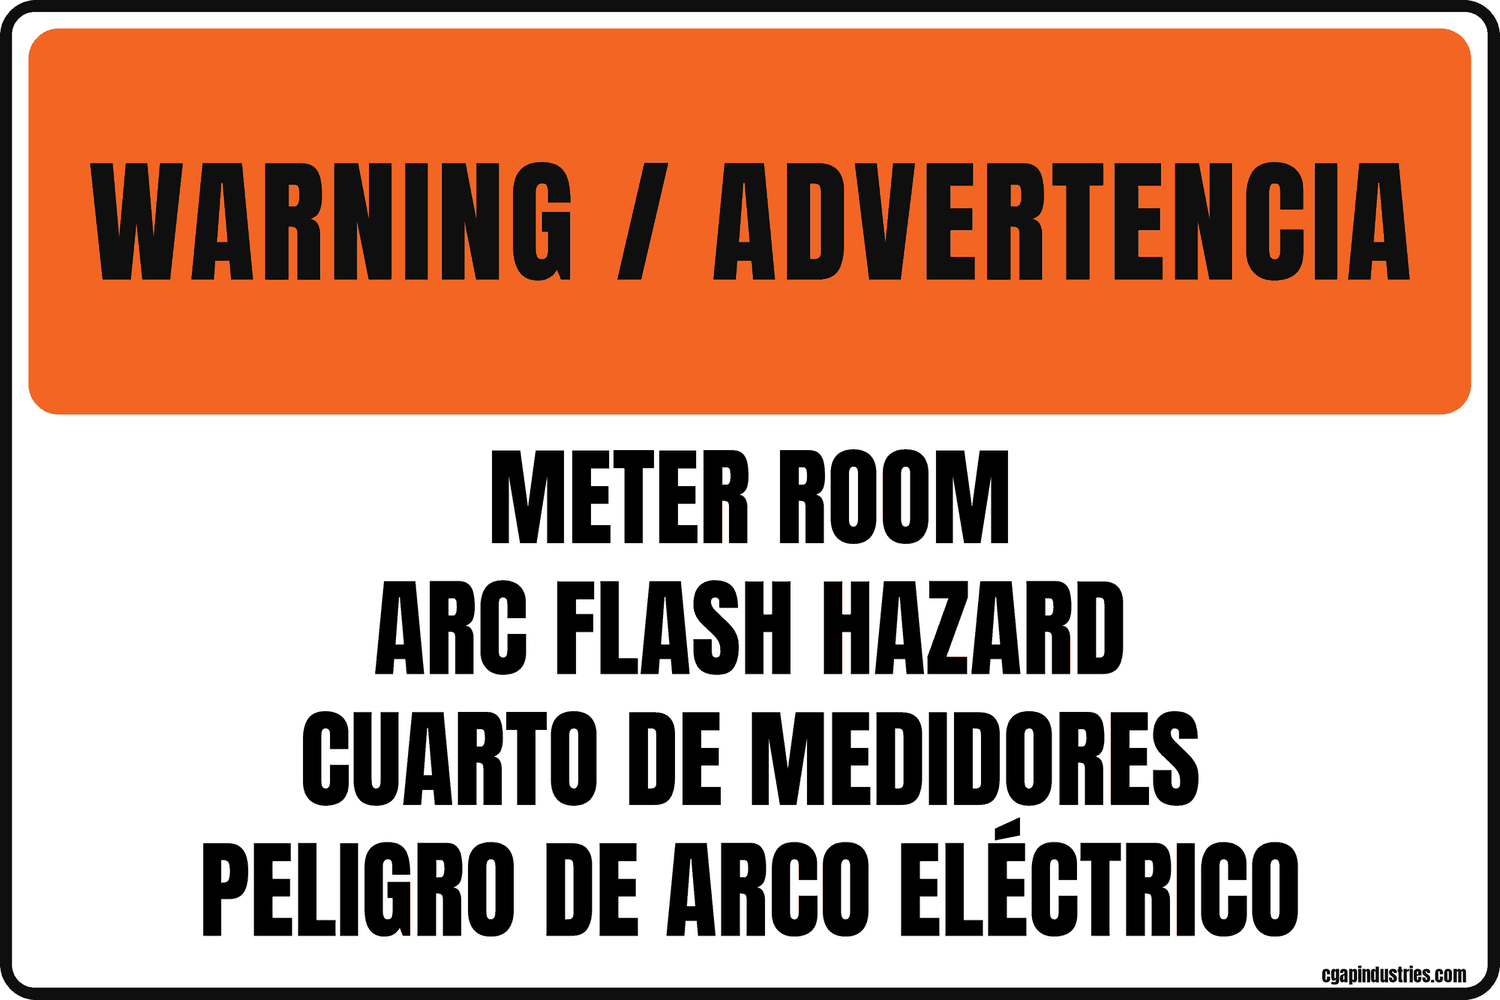 WARNING / ADVERTENCIA
METER ROOM
ARC FLASH HAZARD
CUARTO DE MEDIDORES
PELIGRO DE ARCO ELÉCTRICO
cgapindustries.com